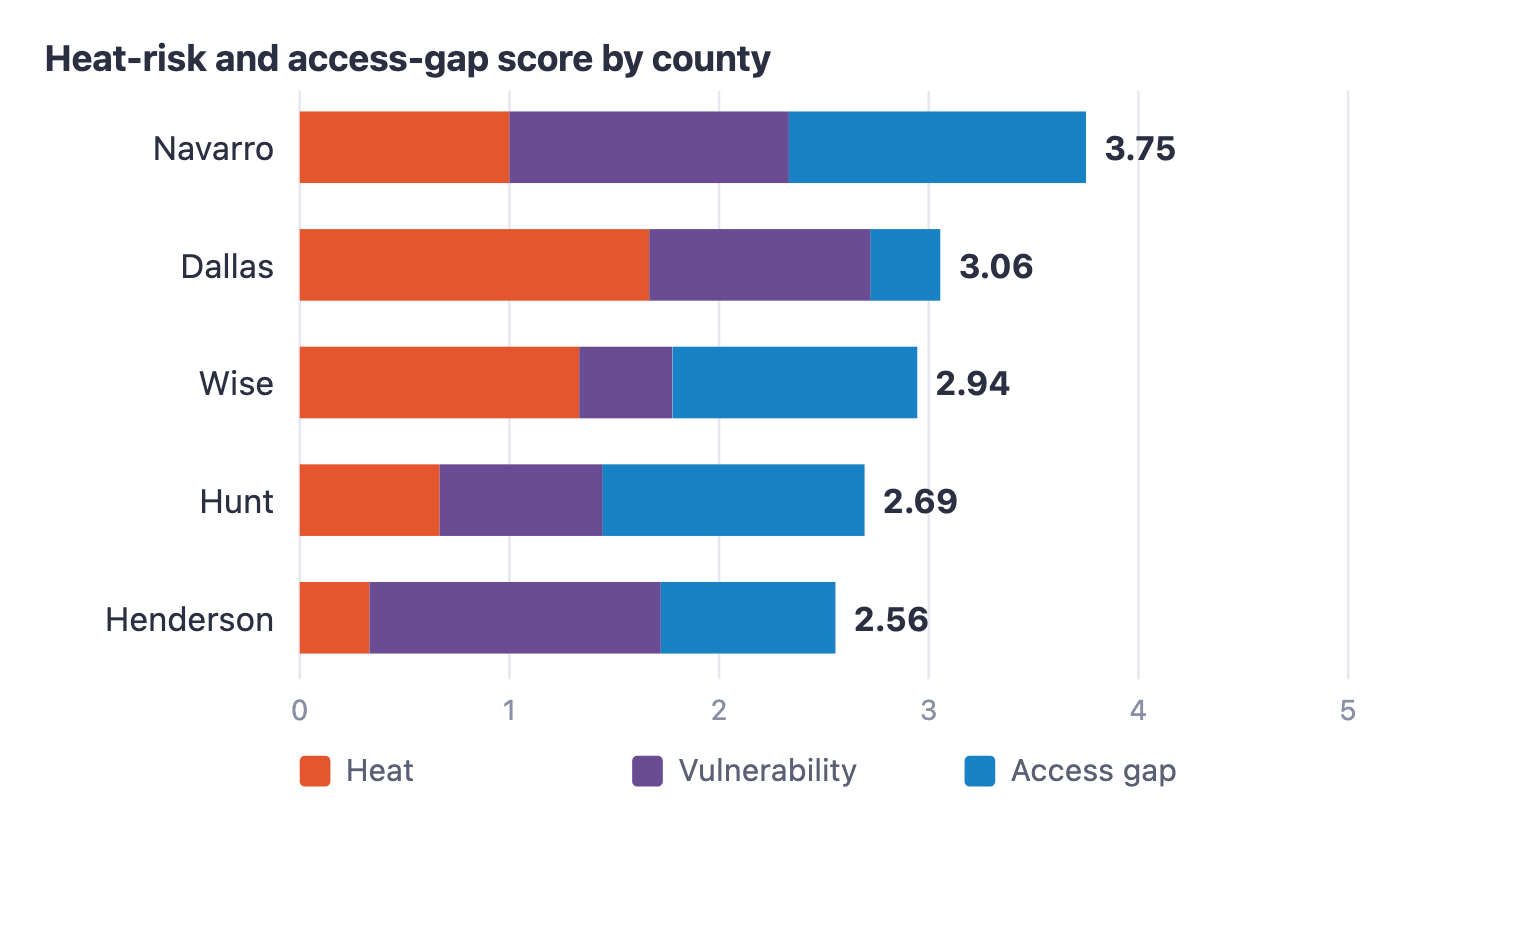 Heat-risk and access-gap score by county
Navarro 3.75
Dallas 3.06
Wise 2.94
Hunt 2.69
Henderson 2.56
0 1 2 3 4 5
Heat Vulnerability Access gap